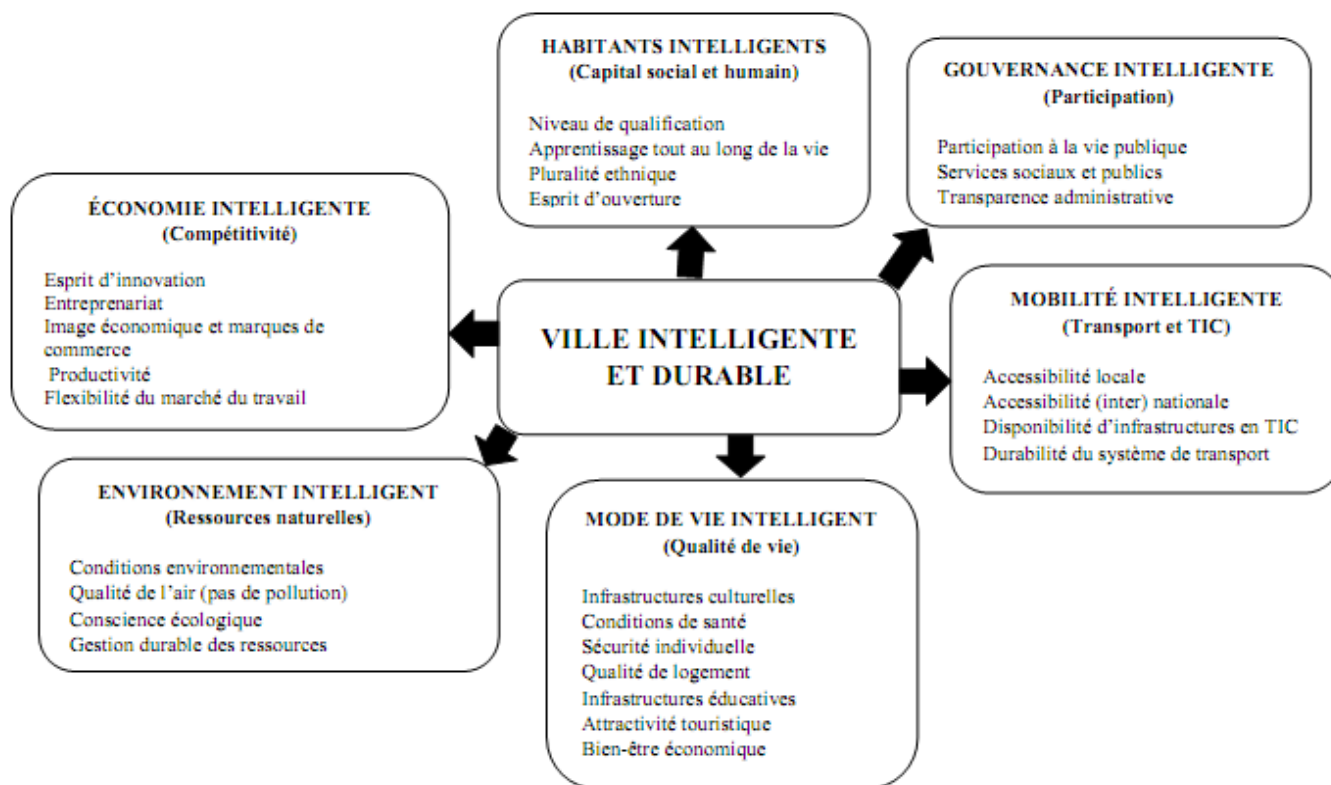 HABITANTS INTELLIGENTS
(Capital social et humain)
Niveau de qualification
Apprentissage tout au long de la vie
Pluralité ethnique
Esprit d'ouverture
GOUVERNANCE INTELLIGENTE
(Participation)
Participation à la vie publique
Services sociaux et publics
Transparence administrative
ÉCONOMIE INTELLIGENTE
(Compétitivité)
Esprit d'innovation
Entreprenariat
Image économique et marques de
commerce
Productivité
Flexibilité du marché du travail
VILLE INTELLIGENTE
ET DURABLE
MOBILITÉ INTELLIGENTE
(Transport et TIC)
Accessibilité locale
Accessibilité (inter) nationale
Disponibilité d'infrastructures en TIC
Durabilité du système de transport
ENVIRONNEMENT INTELLIGENT
(Ressources naturelles)
Conditions environnementales
Qualité de l'air (pas de pollution)
Conscience écologique
Gestion durable des ressources
MODE DE VIE INTELLIGENT
(Qualité de vie)
Infrastructures culturelles
Conditions de santé
Sécurité individuelle
Qualité de logement
Infrastructures éducatives
Attractivité touristique
Bien-être économique